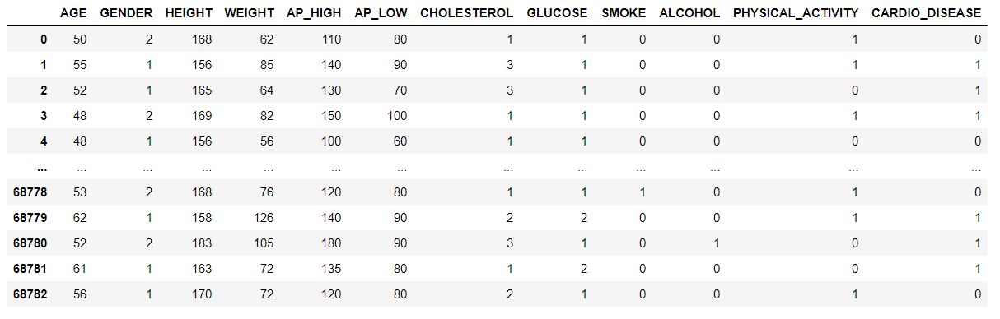 AGE GENDER HEIGHT WEIGHT AP_HIGH AP_LOW CHOLESTEROL GLUCOSE SMOKE ALCOHOL PHYSICAL_ACTIVITY CARDIO_DISEASE
0 50 2 168 62 110 80 1 1 0 0 1 0
1 55 1 156 85 140 90 3 1 0 0 1 1
2 52 1 165 64 130 70 3 1 0 0 0 1
3 48 2 169 82 150 100 1 1 0 0 1 1
4 48 1 156 56 100 60 1 1 0 0 0 0
... ... ... ... ... ... ... ... ... ... ... ... ...
68778 53 2 168 76 120 80 1 1 1 0 1 0
68779 62 1 158 126 140 90 2 2 0 0 1 1
68780 52 2 183 105 180 90 3 1 0 1 0 1
68781 61 1 163 72 135 80 1 2 0 0 0 1
68782 56 1 170 72 120 80 2 1 0 0 1 0